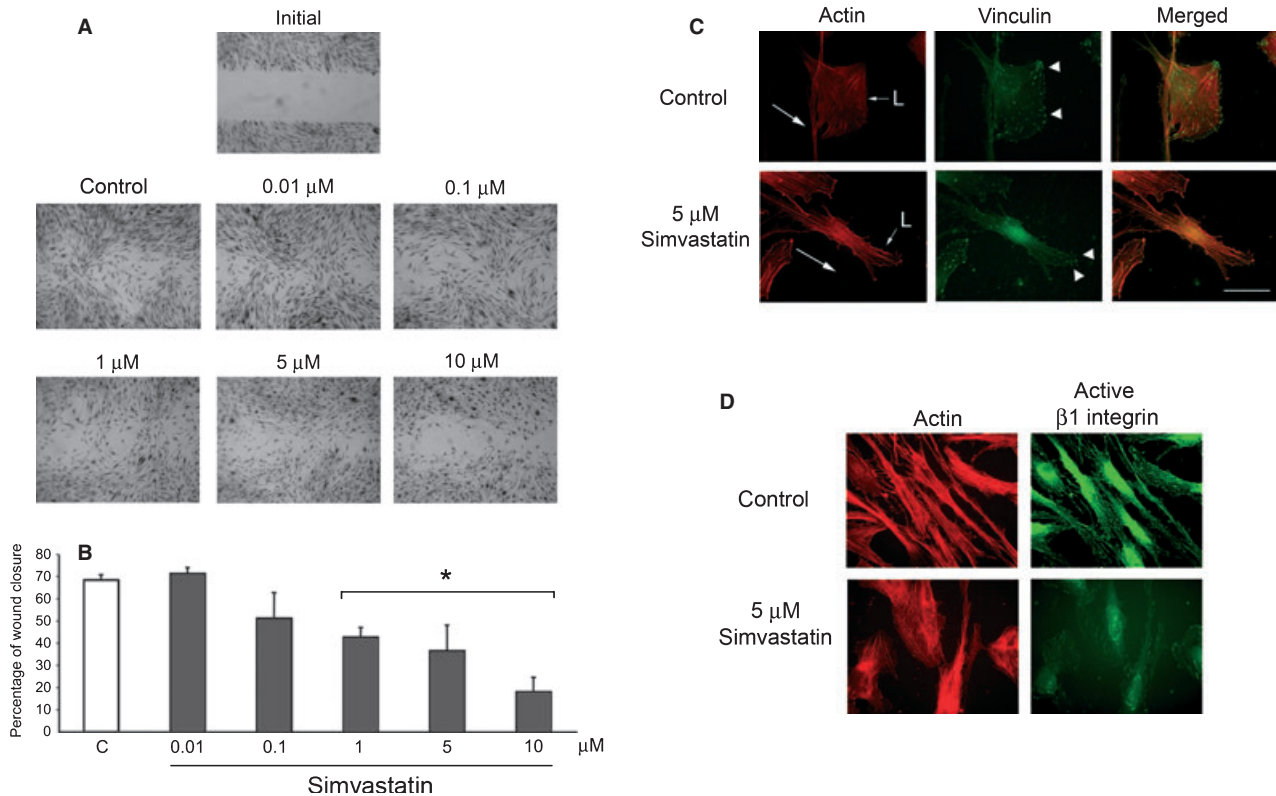 A
Initial
Control 0.01 μM 0.1 μM
1 μM 5 μM 10 μM
B
Percentage of wound closure
80
70
60
50
40
30
20
10
0
*
C 0.01 0.1 1 5 10 μM
Simvastatin
C
Actin Vinculin Merged
Control
L
5 μM
Simvastatin
L
D
Actin
Active
β1 integrin
Control
5 μM
Simvastatin